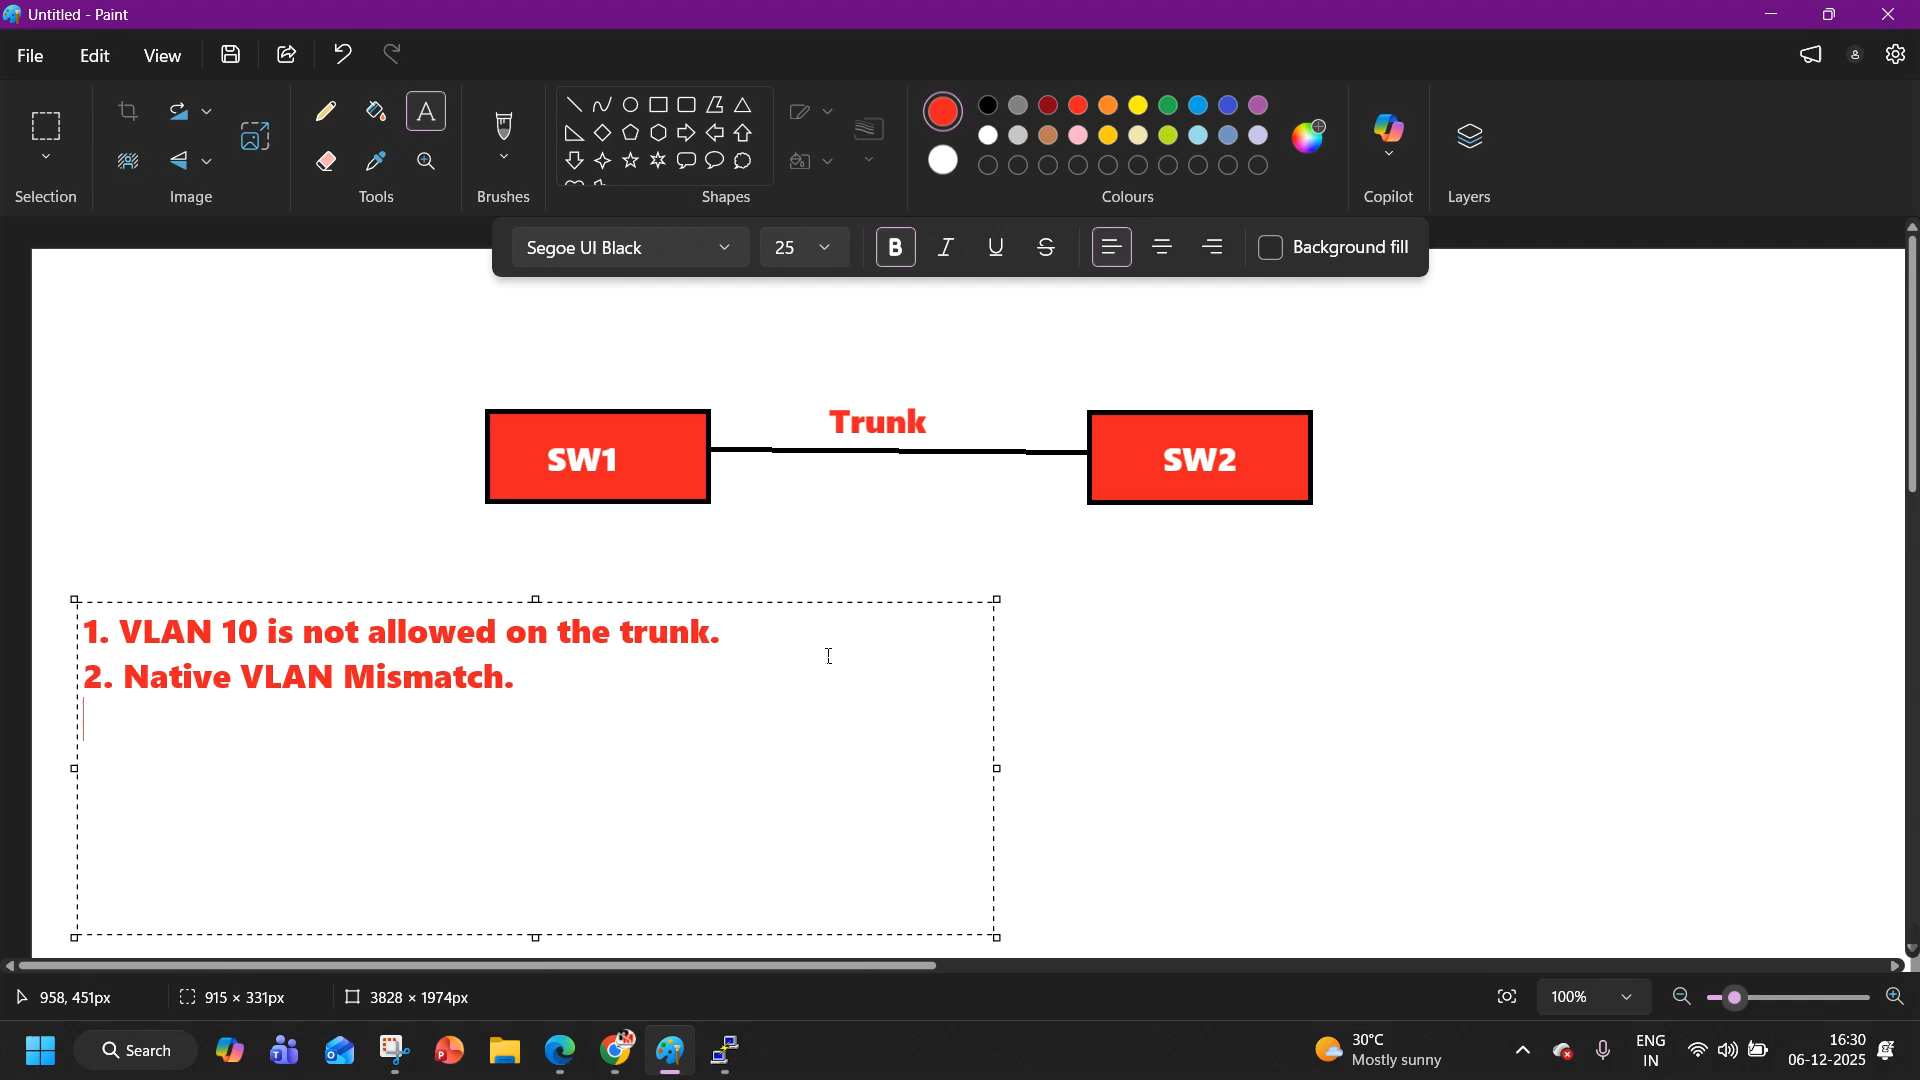 Untitled - Paint
File Edit View
Selection Image Tools Brushes Shapes Colours Copilot Layers
Segoe UI Black 25 B I U S Background fill
Trunk
SW1 SW2
1. VLAN 10 is not allowed on the trunk.
2. Native VLAN Mismatch.
958, 451px 915 × 331px 3828 × 1974px 100%
Search
30°C
Mostly sunny
ENG
IN
16:30
06-12-2025